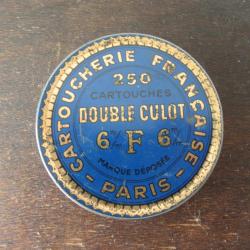 CARTOUCHERIE FRANÇAISE
250
CARTOUCHES
DOUBLE CULOT
6 m/m F 6 m/m
MARQUE DÉPOSÉE
- PARIS -